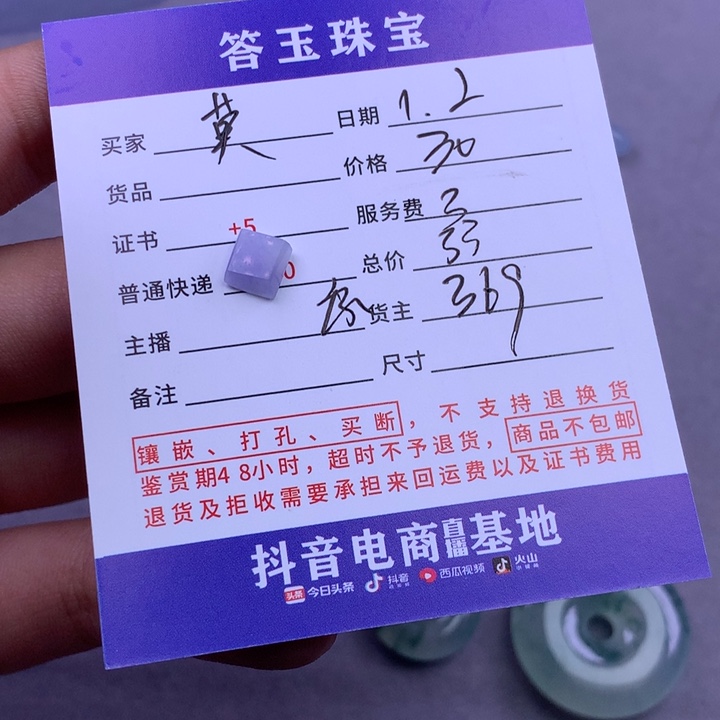 答玉珠宝
买家 莫 日期 1.2
货品 价格 30
证书 +5 服务费 3
普通快递 0 总价 33
主播 货主 369
备注 尺寸
镶嵌、打孔、买断，不支持退换货
鉴赏期48小时，超时不予退货，商品不包邮
退货及拒收需要承担来回运费以及证书费用
抖音电商直播基地
头条 今日头条 抖音 西瓜视频 火山